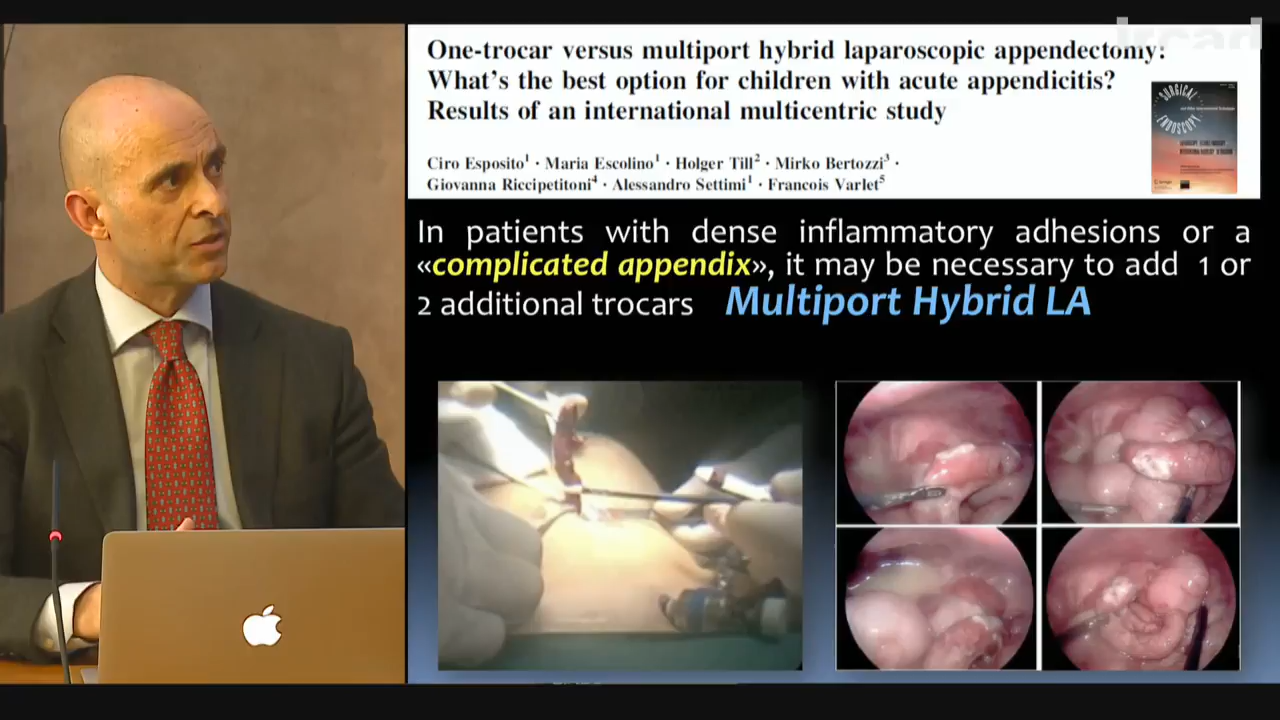 ircad
One-trocar versus multiport hybrid laparoscopic appendectomy:
What's the best option for children with acute appendicitis?
Results of an international multicentric study
SURGICAL
ENDOSCOPY
Ciro Esposito1 · Maria Escolino1 · Holger Till2 · Mirko Bertozzi3 ·
Giovanna Riccipetitoni4 · Alessandro Settimi1 · Francois Varlet5
In patients with dense inflammatory adhesions or a
«complicated appendix», it may be necessary to add 1 or
2 additional trocars Multiport Hybrid LA